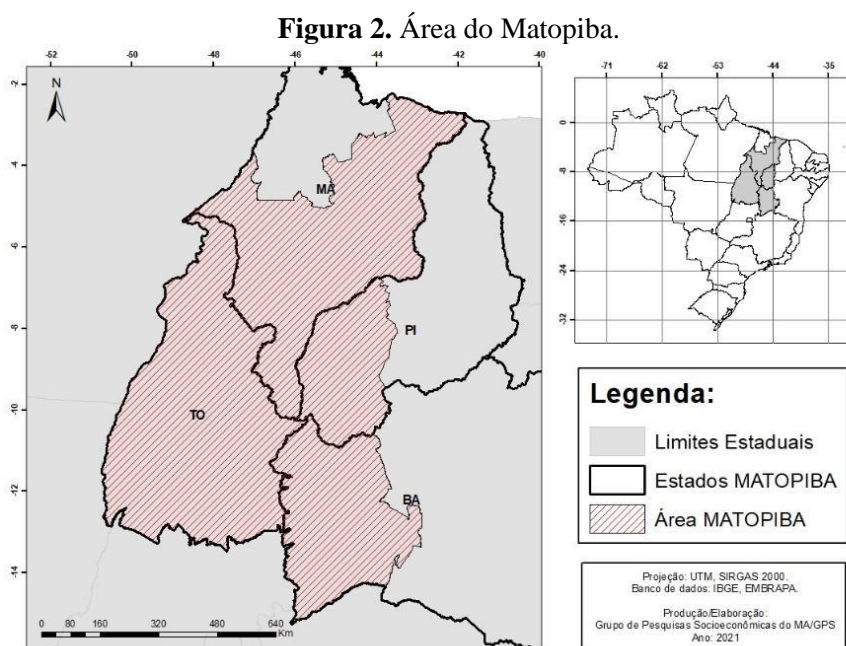 Figura 2. Área do Matopiba.
-52 -50 -48 -46 -44 -42 -40
-2
-4
-6
-8
-10
-12
-14
N
MA
PI
TO
BA
0 40 80 160 320 480 640
Km
-71 -62 -53 -44 -35
0
-8
-16
-24
-32
Legenda:
Limites Estaduais
Estados MATOPIBA
Área MATOPIBA
Projeção: UTM, SIRGAS 2000.
Banco de dados: IBGE, EMBRAPA.
Produção/Elaboração:
Grupo de Pesquisas Socioeconômicas do MA/GPS
Ano: 2021